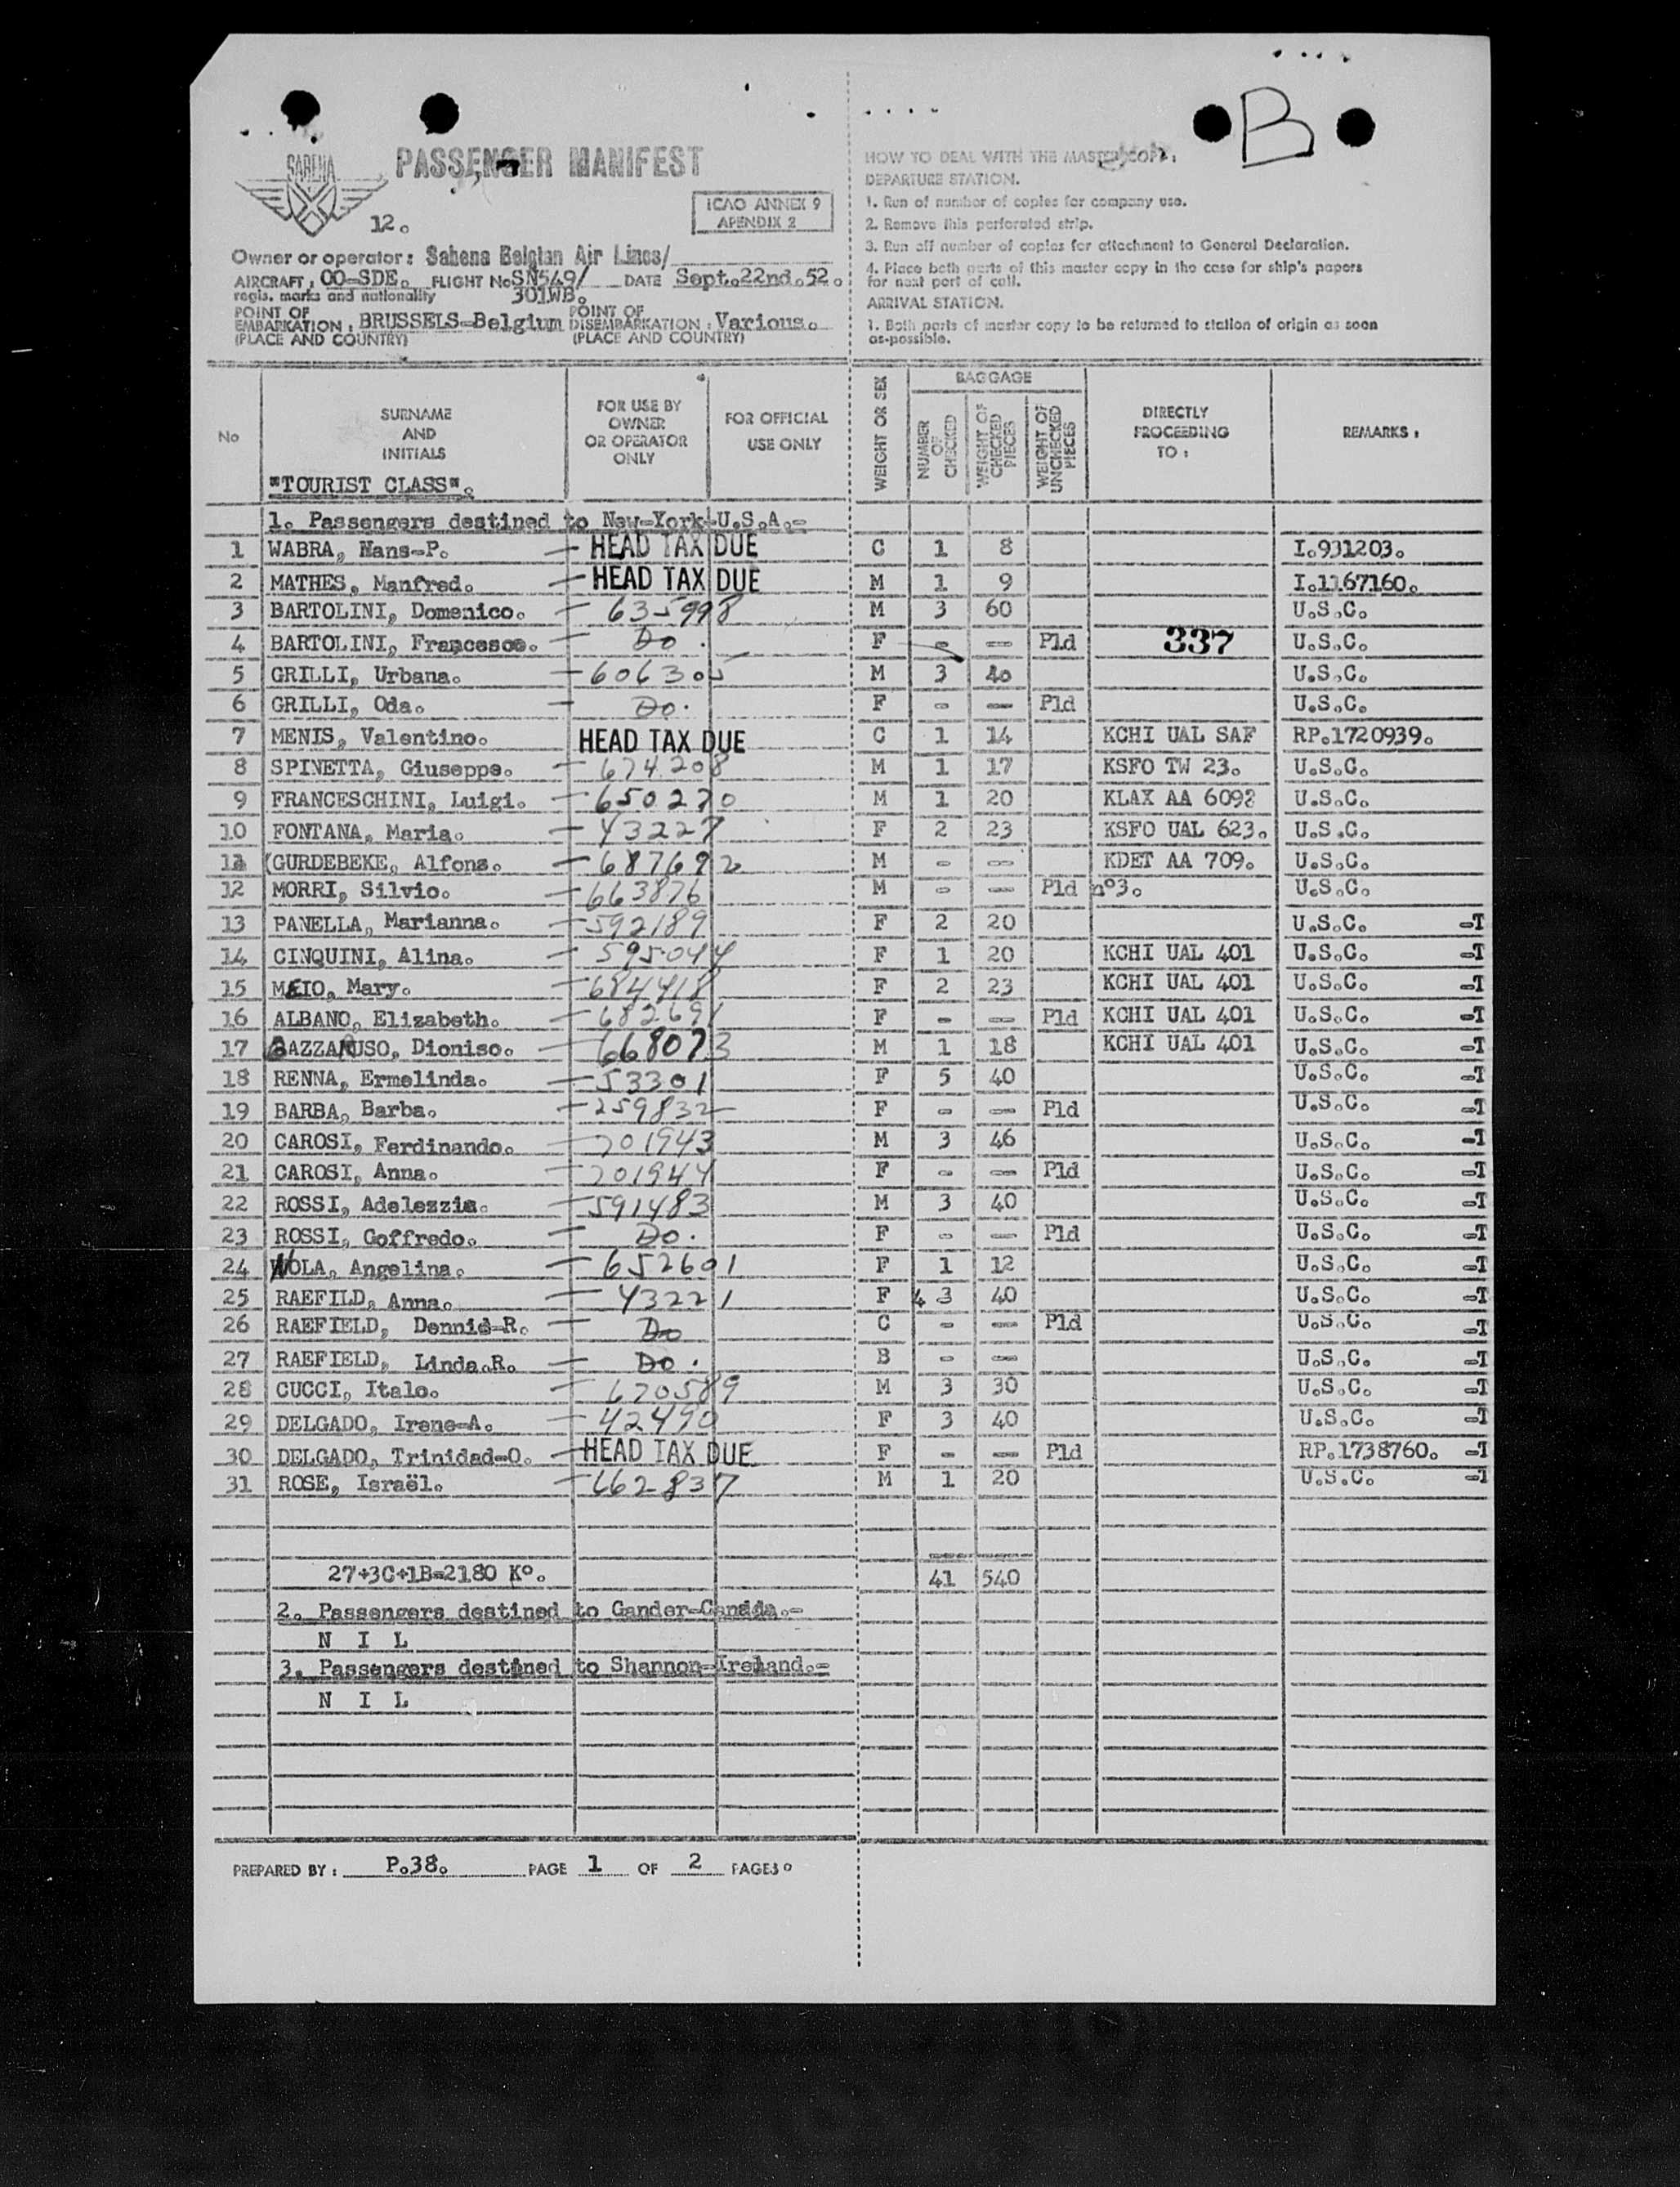 B
SABENA
PASSENGER MANIFEST
12.
ICAO ANNEX 9
APENDIX 2
Owner or operator: Sabena Belgian Air Lines/
AIRCRAFT: OO-SDE. FLIGHT No SN549/ DATE Sept.22nd.52.
regis. marks and nationality 301WB.
POINT OF EMBARKATION: BRUSSELS-Belgium POINT OF DISEMBARKATION: Various.
(PLACE AND COUNTRY) (PLACE AND COUNTRY)
HOW TO DEAL WITH THE MASTER COPY:
DEPARTURE STATION.
1. Run of number of copies for company use.
2. Remove this perforated strip.
3. Run off number of copies for attachment to General Declaration.
4. Place both parts of this master copy in the case for ship's papers
for next port of call.
ARRIVAL STATION.
1. Both parts of master copy to be returned to station of origin as soon
as possible.
No SURNAME AND INITIALS FOR USE BY OWNER OR OPERATOR ONLY FOR OFFICIAL USE ONLY WEIGHT OR SEX BAGGAGE NUMBER OF CHECKED WEIGHT OF CHECKED PIECES WEIGHT OF UNCHECKED PIECES DIRECTLY PROCEEDING TO: REMARKS:
"TOURIST CLASS".
1. Passengers destined to New-York-U.S.A.-
1 WABRA, Hans-P. - HEAD TAX DUE C 1 8 I.931203.
2 MATHES, Manfred. - HEAD TAX DUE M 1 9 I.1167160.
3 BARTOLINI, Domenico. - 635998 M 3 60 U.S.C.
4 BARTOLINI, Francesco. - Do. F - - Pld 337 U.S.C.
5 GRILLI, Urbana. - 606305 M 3 40 U.S.C.
6 GRILLI, Oda. - Do. F - - Pld U.S.C.
7 MENIS, Valentino. HEAD TAX DUE C 1 14 KCHI UAL SAF RP.1720939.
8 SPINETTA, Giuseppe. - 674208 M 1 17 KSFO TW 23. U.S.C.
9 FRANCESCHINI, Luigi. - 650270 M 1 20 KLAX AA 6092 U.S.C.
10 FONTANA, Maria. - 43227 F 2 23 KSFO UAL 623. U.S.C.
11 (GURDEBEKE, Alfons. - 687692 M - - KDET AA 709. U.S.C.
12 MORRI, Silvio. - 663876 M - - Pld n°3. U.S.C.
13 PANELLA, Marianna. - 592189 F 2 20 U.S.C. -T
14 CINQUINI, Alina. - 595044 F 1 20 KCHI UAL 401 U.S.C. -T
15 MEIO, Mary. - 684418 F 2 23 KCHI UAL 401 U.S.C. -T
16 ALBANO, Elizabeth. - 682691 F - - Pld KCHI UAL 401 U.S.C. -T
17 BAZZARUSO, Dioniso. - 668073 M 1 18 KCHI UAL 401 U.S.C. -T
18 RENNA, Ermelinda. - 53301 F 5 40 U.S.C. -T
19 BARBA, Barba. - 259832 F - - Pld U.S.C. -T
20 CAROSI, Ferdinando. - 201943 M 3 46 U.S.C. -T
21 CAROSI, Anna. - 201944 F - - Pld U.S.C. -T
22 ROSSI, Adelezzia. - 591483 M 3 40 U.S.C. -T
23 ROSSI, Goffredo. - Do. F - - Pld U.S.C. -T
24 NOLA, Angelina. - 652601 F 1 12 U.S.C. -T
25 RAEFILD, Anna. - 43221 F 4 3 40 U.S.C. -T
26 RAEFIELD, Dennid-R. - Do C - - Pld U.S.C. -T
27 RAEFIELD, Linda.R. - Do. B - - U.S.C. -T
28 CUCCI, Italo. - 670589 M 3 30 U.S.C. -T
29 DELGADO, Irene-A. - 42490 F 3 40 U.S.C. -T
30 DELGADO, Trinidad-O. - HEAD TAX DUE F - - Pld RP.1738760. -T
31 ROSE, Israël. - 662837 M 1 20 U.S.C. -T
27+3C+1B=2180 K°. 41 540
2. Passengers destined to Gander-Canada.-
N I L
3. Passengers destined to Shannon-Ireland.-
N I L
PREPARED BY: P.38. PAGE 1 OF 2 PAGES.